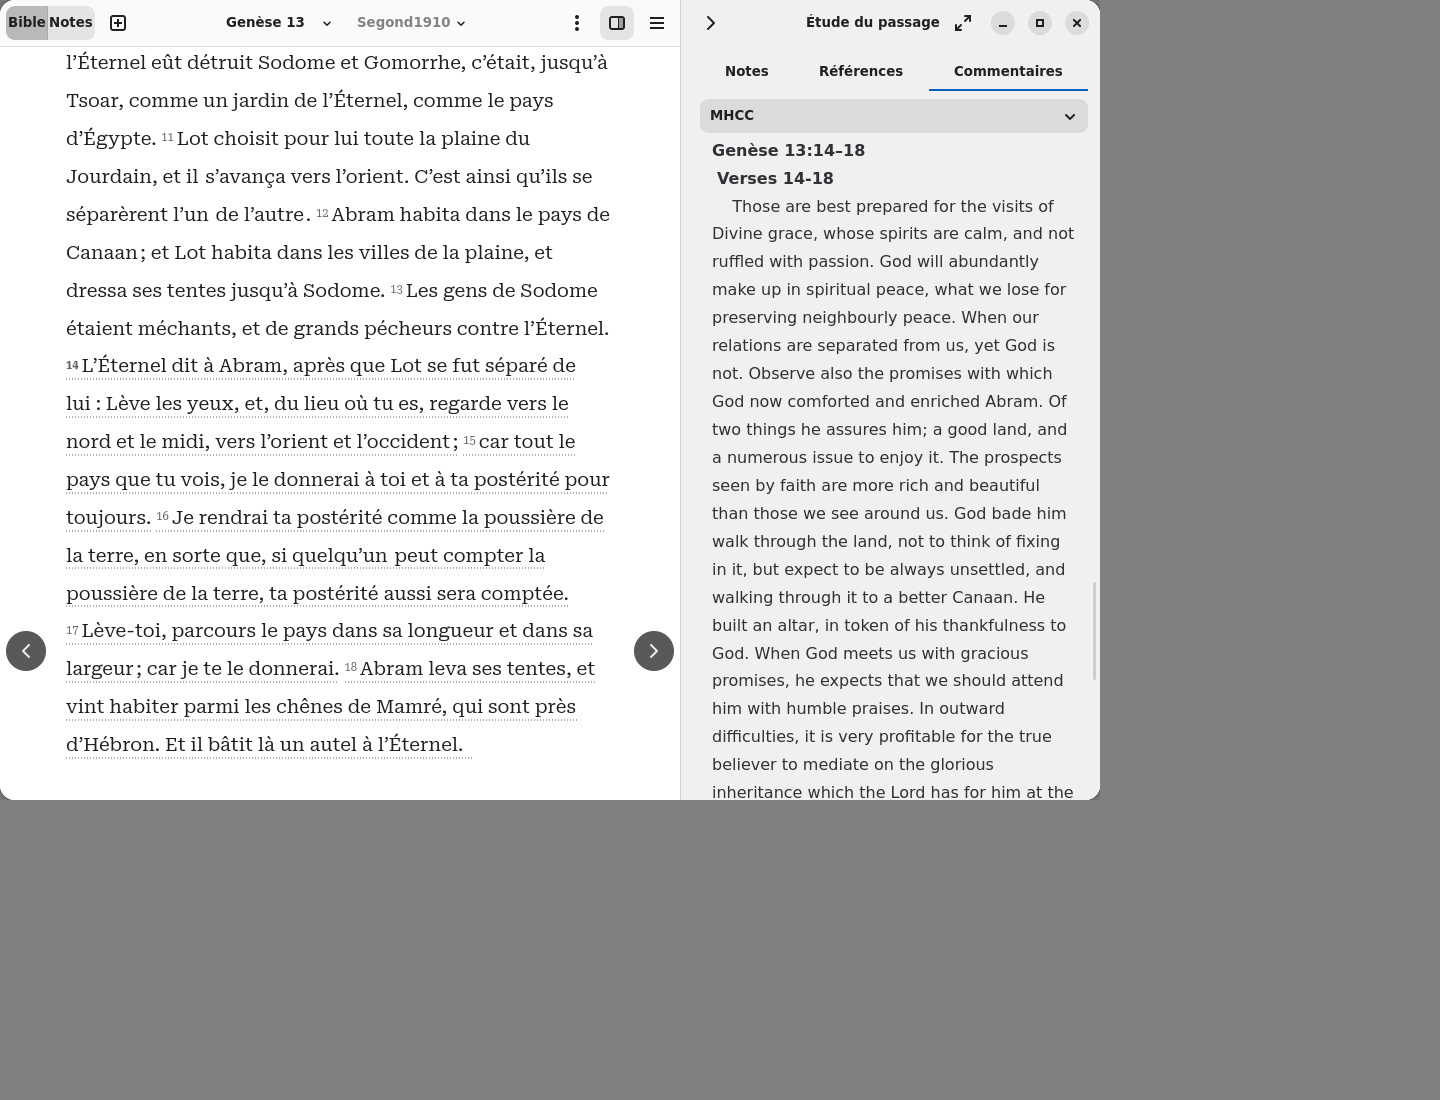 Bible Notes
Genèse 13
Segond1910
l’Éternel eût détruit Sodome et Gomorrhe, c’était, jusqu’à
Tsoar, comme un jardin de l’Éternel, comme le pays
d’Égypte. 11 Lot choisit pour lui toute la plaine du
Jourdain, et il s’avança vers l’orient. C’est ainsi qu’ils se
séparèrent l’un de l’autre. 12 Abram habita dans le pays de
Canaan ; et Lot habita dans les villes de la plaine, et
dressa ses tentes jusqu’à Sodome. 13 Les gens de Sodome
étaient méchants, et de grands pécheurs contre l’Éternel.
14 L’Éternel dit à Abram, après que Lot se fut séparé de
lui : Lève les yeux, et, du lieu où tu es, regarde vers le
nord et le midi, vers l’orient et l’occident ; 15 car tout le
pays que tu vois, je le donnerai à toi et à ta postérité pour
toujours. 16 Je rendrai ta postérité comme la poussière de
la terre, en sorte que, si quelqu’un peut compter la
poussière de la terre, ta postérité aussi sera comptée.
17 Lève-toi, parcours le pays dans sa longueur et dans sa
largeur ; car je te le donnerai. 18 Abram leva ses tentes, et
vint habiter parmi les chênes de Mamré, qui sont près
d’Hébron. Et il bâtit là un autel à l’Éternel.
Étude du passage
Notes
Références
Commentaires
MHCC
Genèse 13:14–18
Verses 14-18
Those are best prepared for the visits of
Divine grace, whose spirits are calm, and not
ruffled with passion. God will abundantly
make up in spiritual peace, what we lose for
preserving neighbourly peace. When our
relations are separated from us, yet God is
not. Observe also the promises with which
God now comforted and enriched Abram. Of
two things he assures him; a good land, and
a numerous issue to enjoy it. The prospects
seen by faith are more rich and beautiful
than those we see around us. God bade him
walk through the land, not to think of fixing
in it, but expect to be always unsettled, and
walking through it to a better Canaan. He
built an altar, in token of his thankfulness to
God. When God meets us with gracious
promises, he expects that we should attend
him with humble praises. In outward
difficulties, it is very profitable for the true
believer to mediate on the glorious
inheritance which the Lord has for him at the